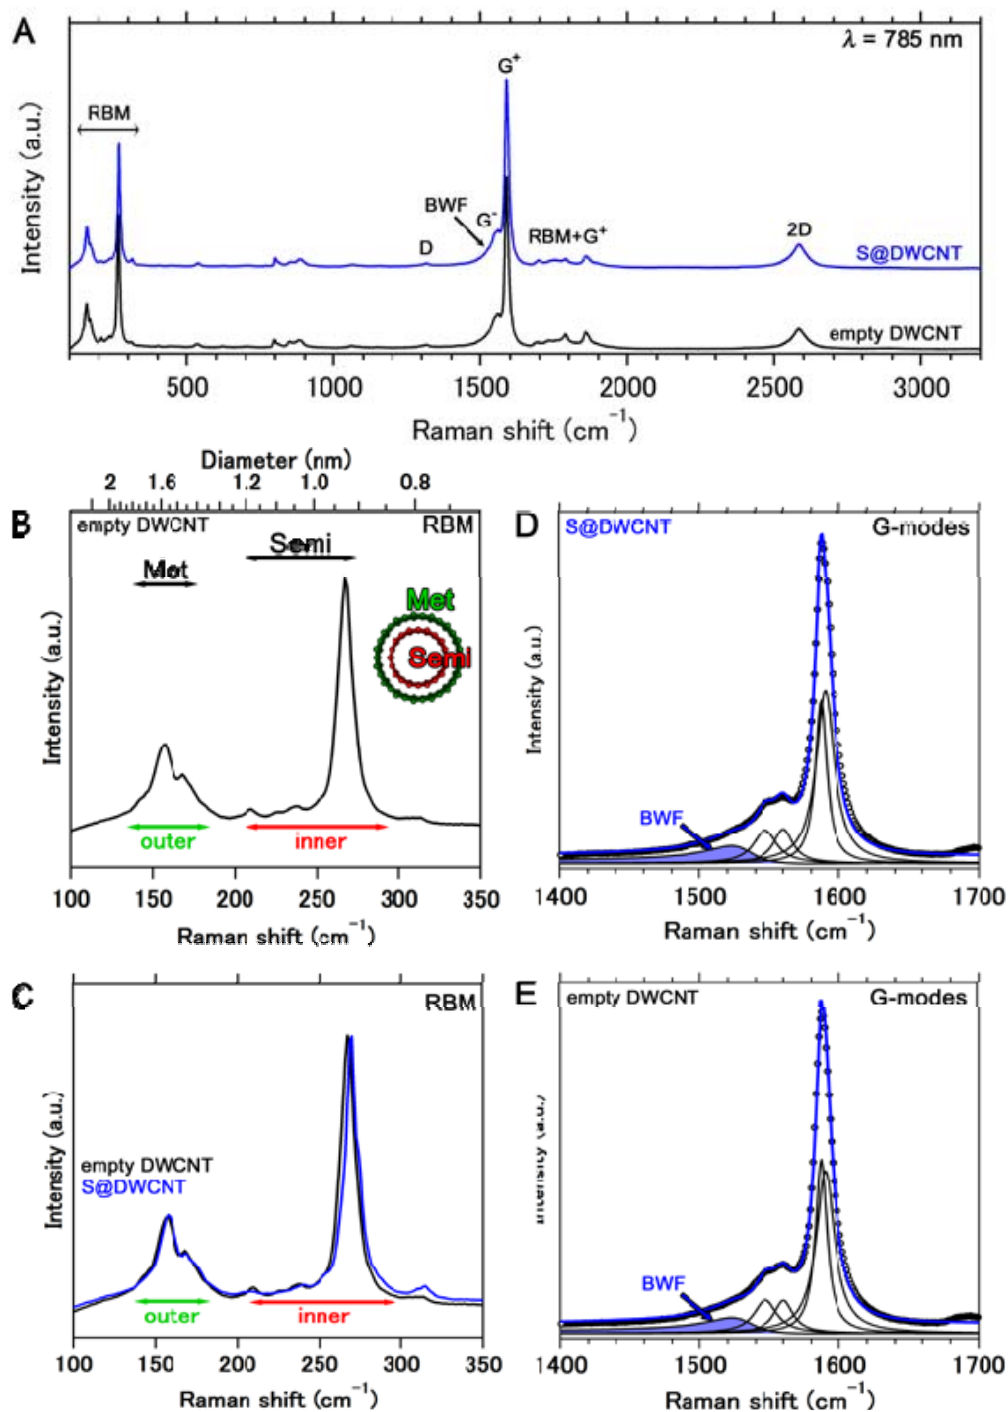 A
λ = 785 nm
G⁺
RBM
BWF
G⁻
D
RBM+G⁺
2D
S@DWCNT
empty DWCNT
Intensity (a.u.)
500 1000 1500 2000 2500 3000
Raman shift (cm⁻¹)
Diameter (nm)
2 1.6 1.2 1.0 0.8
B
empty DWCNT
RBM
Semi
Met
Met
Semi
Intensity (a.u.)
outer
inner
100 150 200 250 300 350
Raman shift (cm⁻¹)
D
S@DWCNT
G-modes
Intensity (a.u.)
BWF
1400 1500 1600 1700
Raman shift (cm⁻¹)
C
RBM
Intensity (a.u.)
empty DWCNT
S@DWCNT
outer
inner
100 150 200 250 300 350
Raman shift (cm⁻¹)
E
empty DWCNT
G-modes
Intensity (a.u.)
BWF
1400 1500 1600 1700
Raman shift (cm⁻¹)